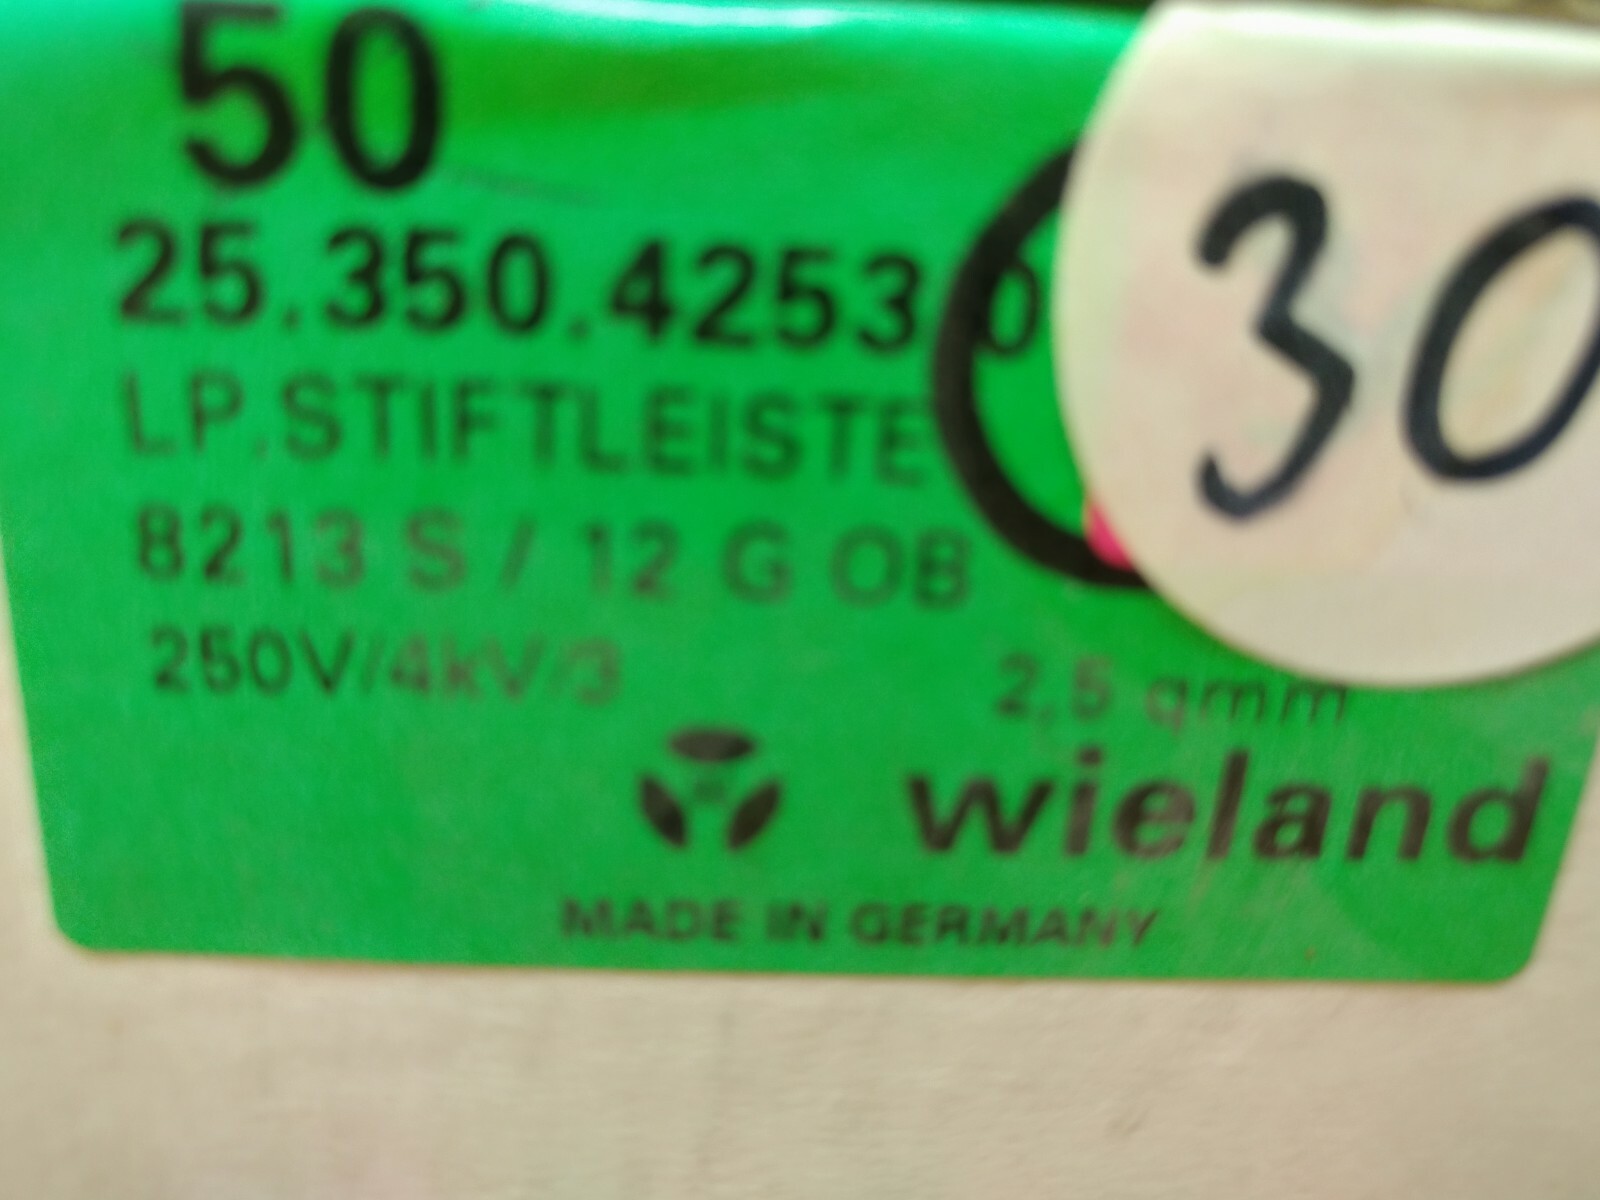 50
30
25.350.4253.0
LP.STIFTLEISTE
8213 S / 12 G OB
250V/4kV/3
2,5 qmm
wieland
MADE IN GERMANY